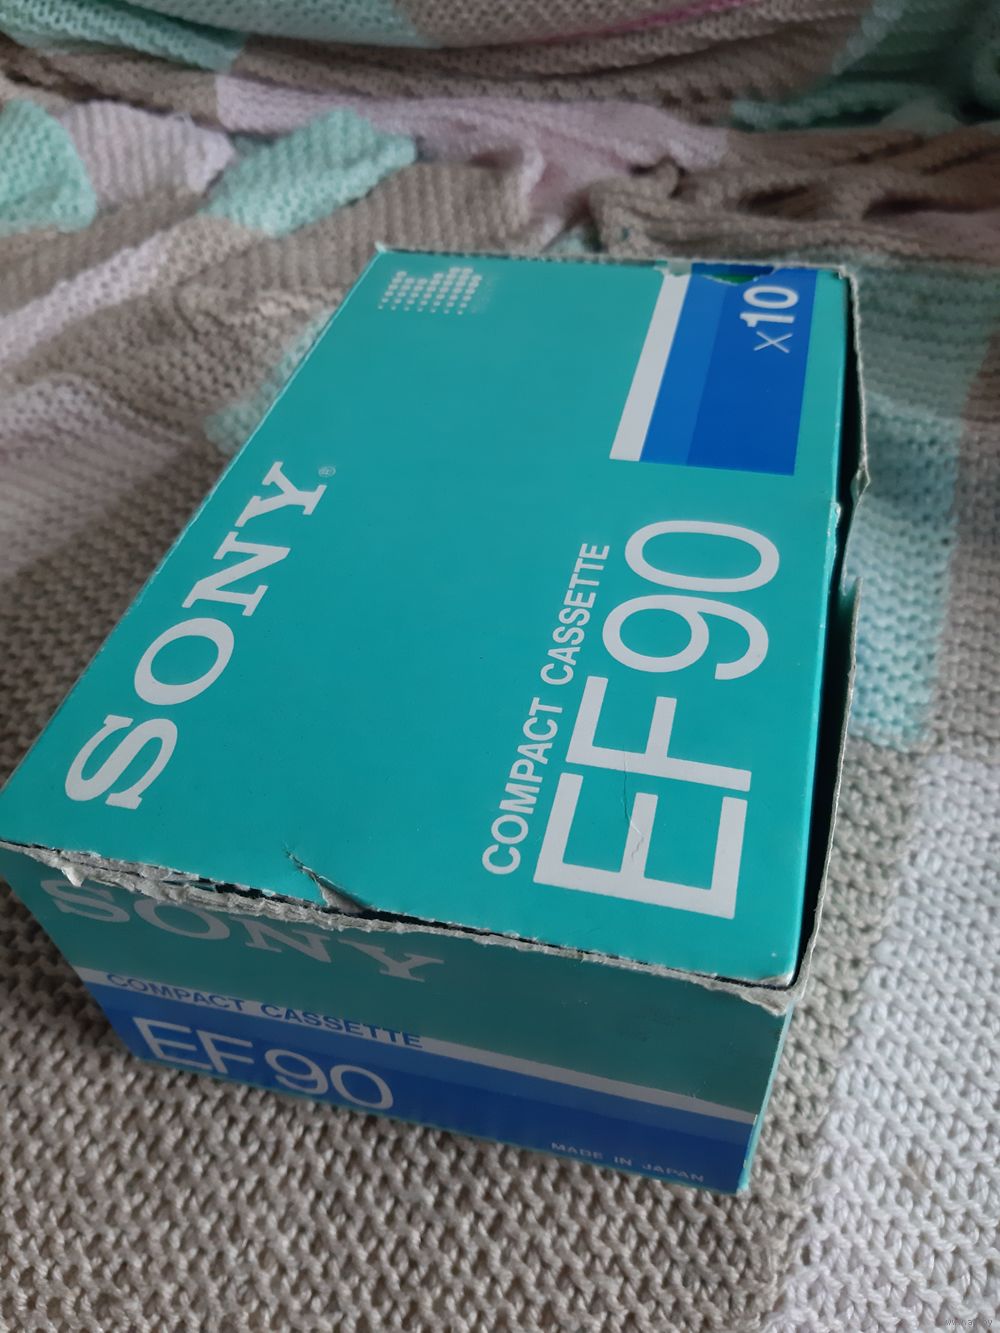 SONY®
COMPACT CASSETTE
EF90
x10
SONY
COMPACT CASSETTE
EF90
MADE IN JAPAN